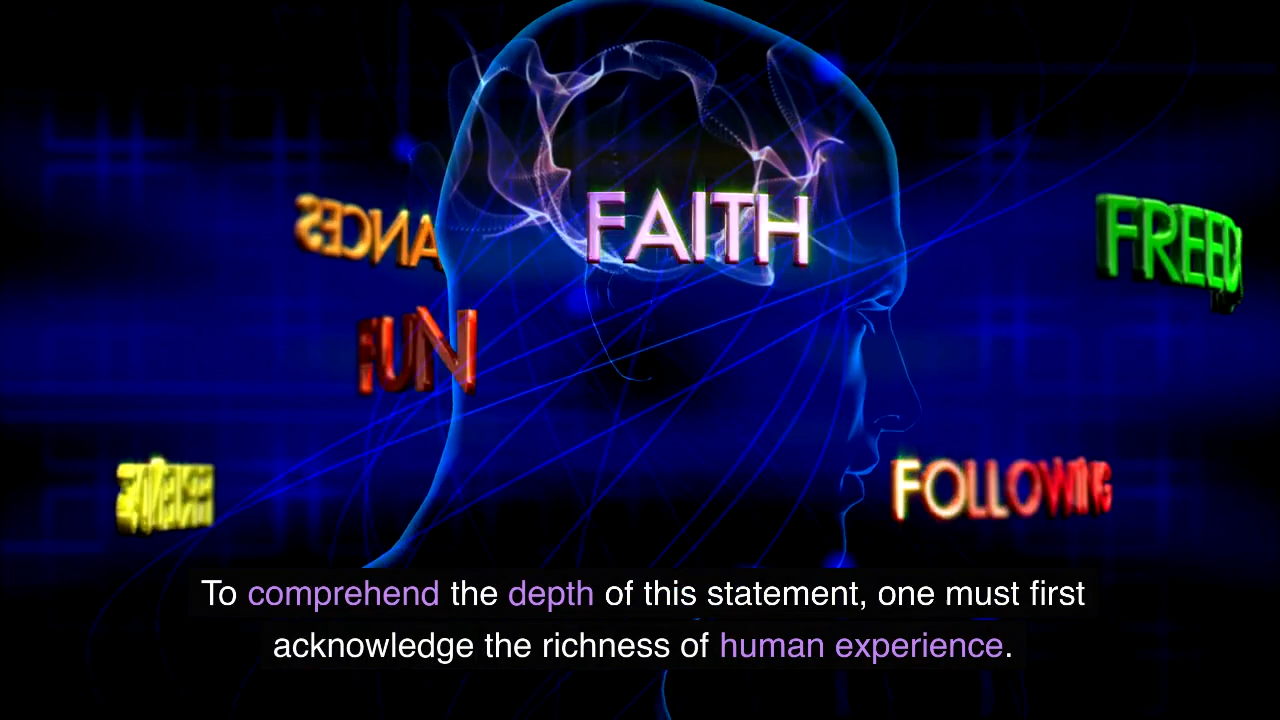 FAITH
FUN
FOLLOWING
To comprehend the depth of this statement, one must first
acknowledge the richness of human experience.